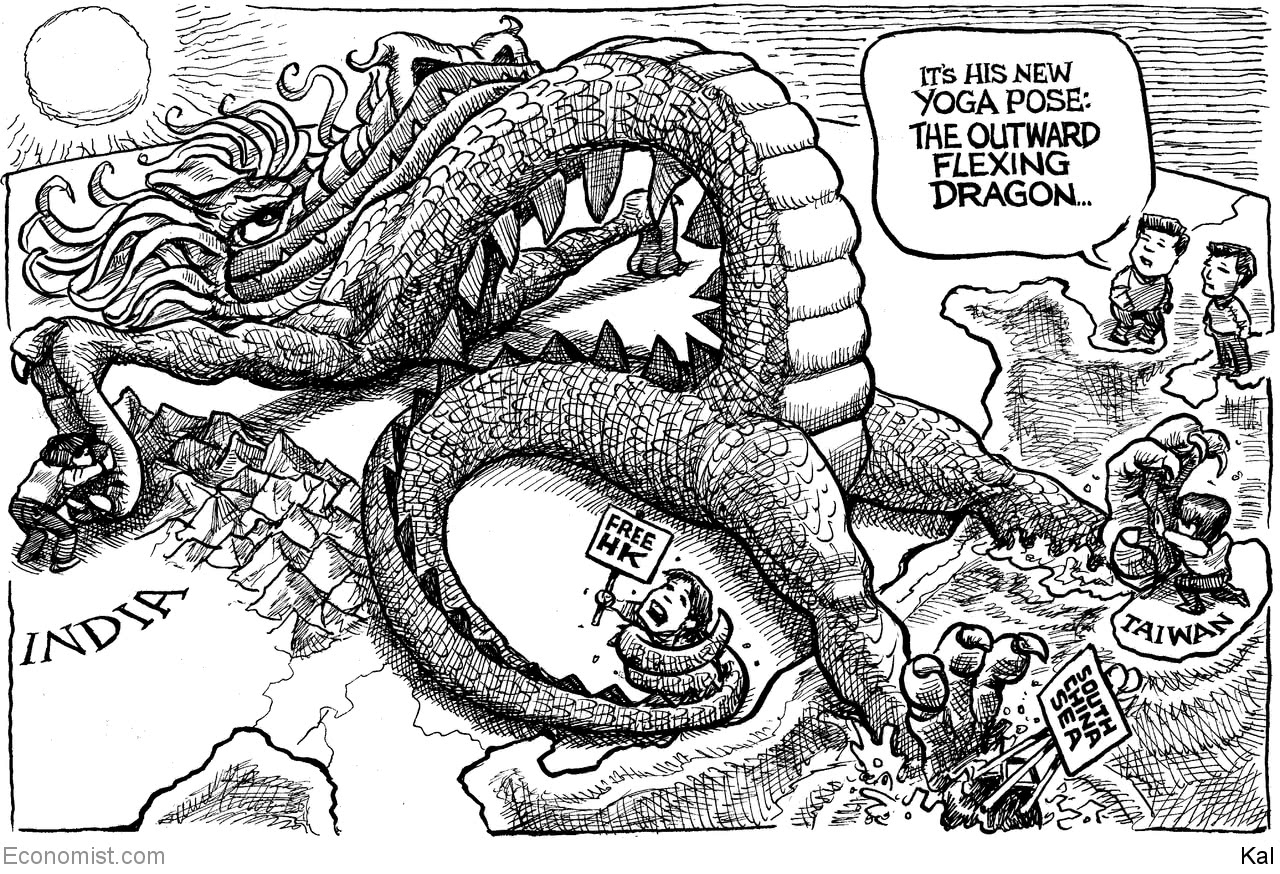 IT'S HIS NEW
YOGA POSE:
THE OUTWARD
FLEXING
DRAGON...
FREE
HK
INDIA
TAIWAN
SOUTH
CHINA
SEA
Economist.com
Kal